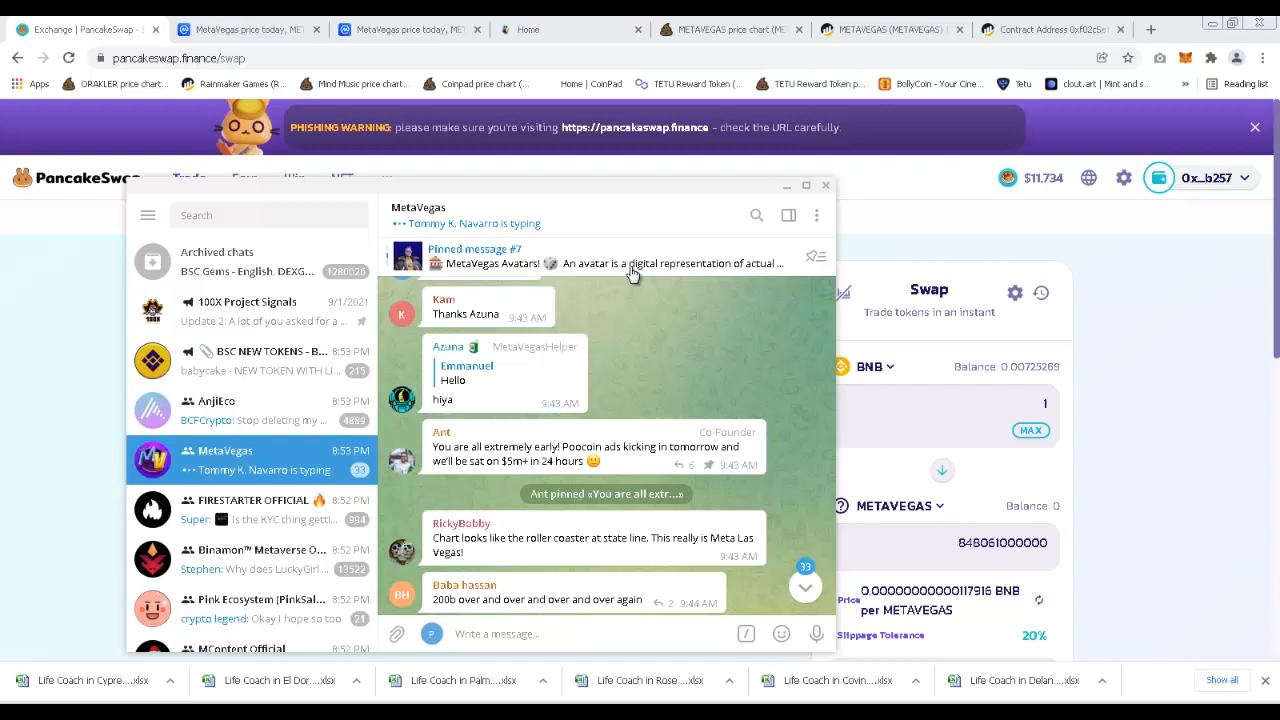 Exchange | PancakeSwap -
MetaVegas price today, MET
MetaVegas price today, MET
Home
METAVEGAS price chart (ME
METAVEGAS (METAVEGAS)
Contract Address 0xf02c5e
pancakeswap.finance/swap
Apps
ORAKLER price chart...
Rainmaker Games (R...
Mind Music price chart...
Coinpad price chart (...
Home | CoinPad
TETU Reward Token (...
TETU Reward Token p...
BollyCoin - Your Cine...
Tetu
clout.art | Mint and s...
»
Reading list
PHISHING WARNING: please make sure you're visiting https://pancakeswap.finance - check the URL carefully.
PancakeSwap
$11.734
0x_b257
Search
Archived chats
BSC Gems - English, DEXG...
1280026
100X Project Signals
9/1/2021
Update 2: A lot of you asked for a ...
BSC NEW TOKENS - B...
8:53 PM
babycake - NEW TOKEN WITH LI...
215
AnjiEco
8:53 PM
BCFCrypto: Stop deleting my ...
4889
MetaVegas
8:53 PM
Tommy K. Navarro is typing
33
FIRESTARTER OFFICIAL 🔥
8:52 PM
Super: ⬛ Is the KYC thing getti...
994
Binamon™ Metaverse O...
8:52 PM
Stephen: Why does LuckyGirl ...
13522
Pink Ecosystem (PinkSal...
8:52 PM
crypto legend: Okay I hope so too
21
MContent Official
8:52 PM
MetaVegas
Tommy K. Navarro is typing
Pinned message #7
🎰 MetaVegas Avatars! 🎲 An avatar is a digital representation of actual ...
Kam
Thanks Azuna
9:43 AM
Azuna
MetaVegasHelper
Emmanuel
Hello
hiya
9:43 AM
Ant
Co-Founder
You are all extremely early! Poocoin ads kicking in tomorrow and
we'll be sat on $5m+ in 24 hours 🙂
6 9:43 AM
Ant pinned «You are all extr...»
RickyBobby
Chart looks like the roller coaster at state line. This really is Meta Las
Vegas!
9:43 AM
33
BH
Baba hassan
200b over and over and over and over again
2 9:44 AM
P
Write a message...
Swap
Trade tokens in an instant
BNB
Balance: 0.00725269
1
MAX
METAVEGAS
Balance: 0
848061000000
Price
0.00000000000117916 BNB
per METAVEGAS
Slippage Tolerance
20%
Life Coach in Cypre....xlsx
Life Coach in El Dor....xlsx
Life Coach in Palm....xlsx
Life Coach in Rose....xlsx
Life Coach in Covin....xlsx
Life Coach in Delan....xlsx
Show all